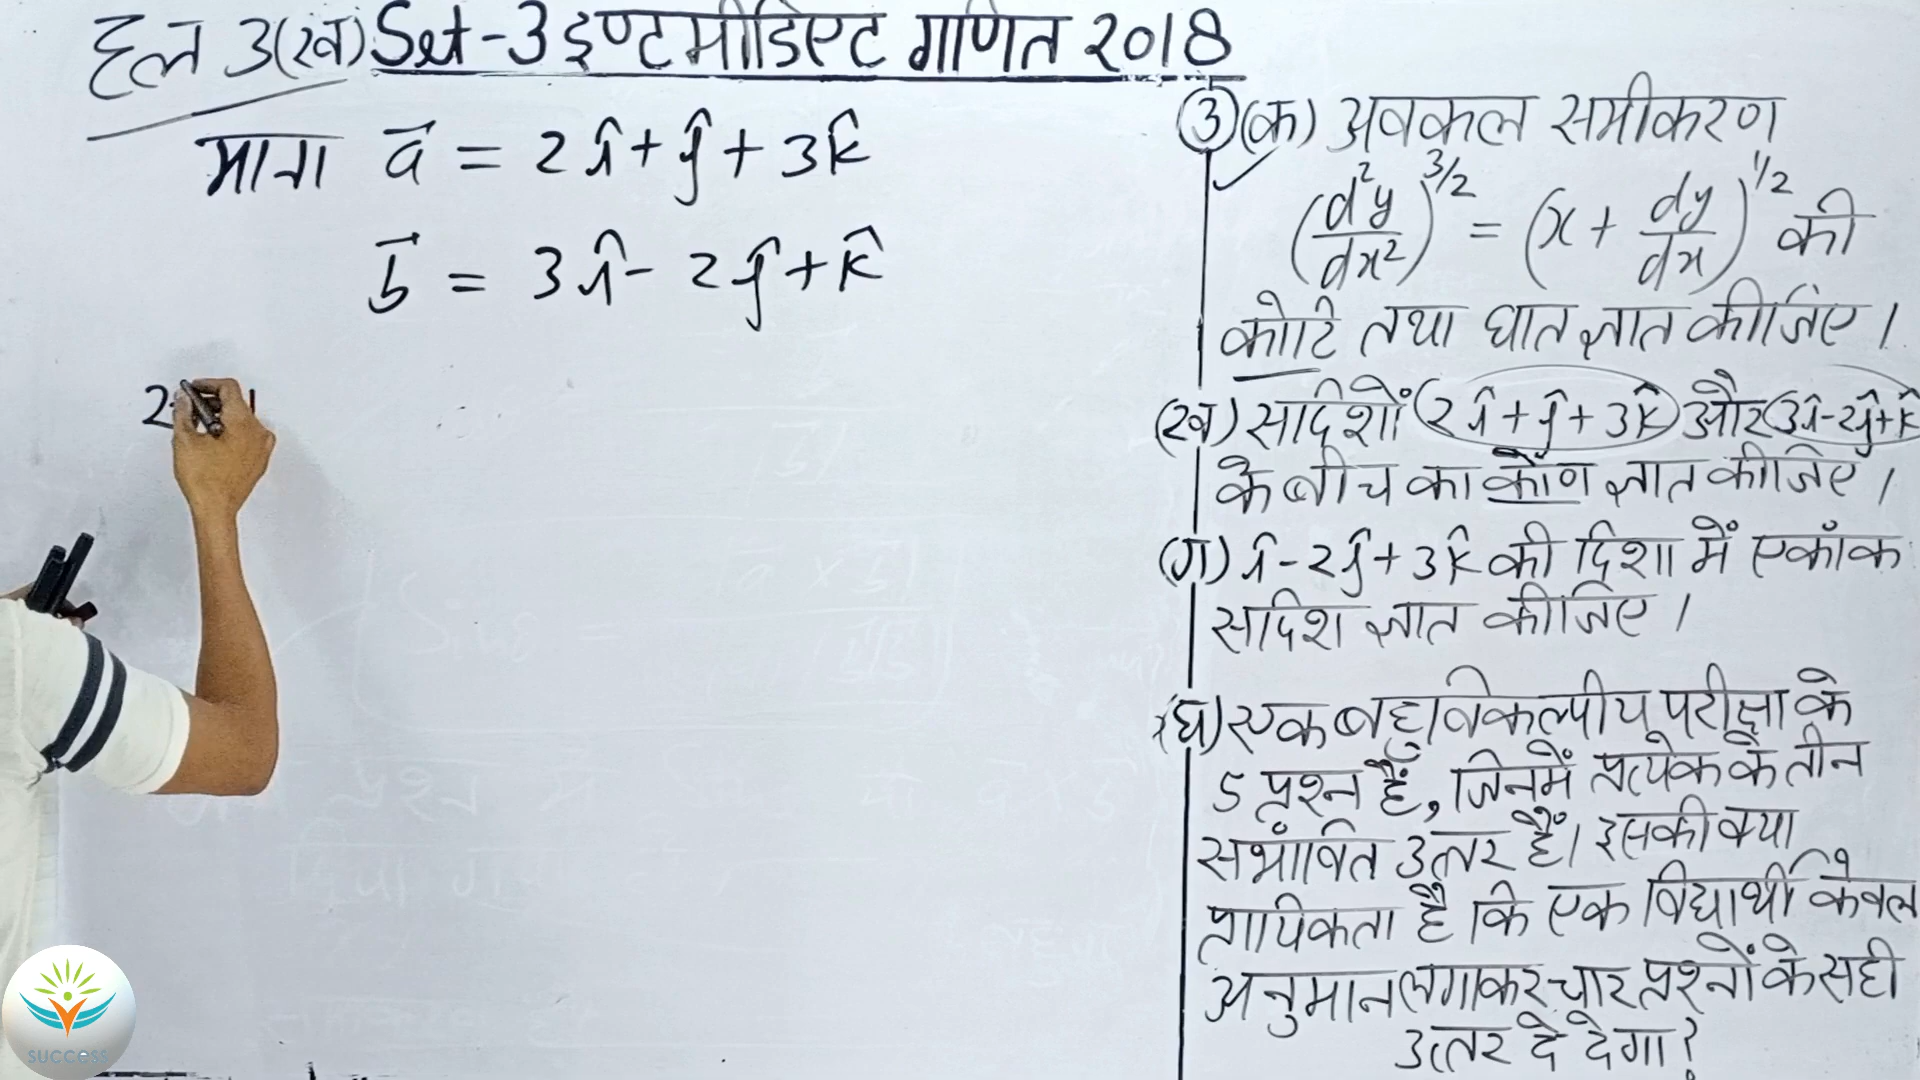 हल 3(ख) Set-3 इण्टमीडिएट गणित 2018
माना a⃗ = 2î + ĵ + 3k̂
b⃗ = 3î - 2ĵ + k̂
2
③(क) अवकल समीकरण
(d²y/dx²)^3/2 = (x + dy/dx)^1/2 की
कोटि तथा घात ज्ञात कीजिए।
(ख) सदिशों (2î + ĵ + 3k̂) और (3î - 2ĵ + k̂
के बीच का कोण ज्ञात कीजिए।
(ग) î - 2ĵ + 3k̂ की दिशा में एकांक
सदिश ज्ञात कीजिए।
(घ) एक बहुविकल्पीय परीक्षा के
5 प्रश्न हैं, जिनमें प्रत्येक के तीन
सभांवित उत्तर हैं। इसकी क्या
प्रायिकता है कि एक विद्यार्थी केवल
अनुमान लगाकर चार प्रश्नों के सही
उत्तर दे देगा?
success